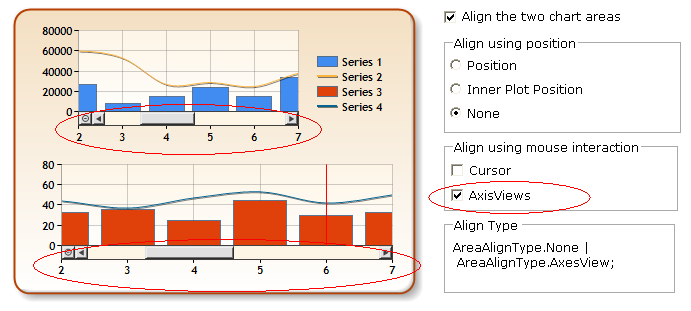 80000
60000
40000
20000
0
2 3 4 5 6 7
Series 1
Series 2
Series 3
Series 4
80
60
40
20
0
2 3 4 5 6 7
Align the two chart areas
Align using position
Position
Inner Plot Position
None
Align using mouse interaction
Cursor
AxisViews
Align Type
AreaAlignType.None |
AreaAlignType.AxesView;